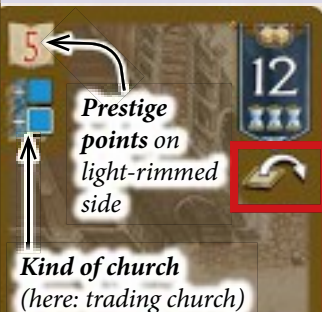 5
12
Prestige
points on
light-rimmed
side
Kind of church
(here: trading church)